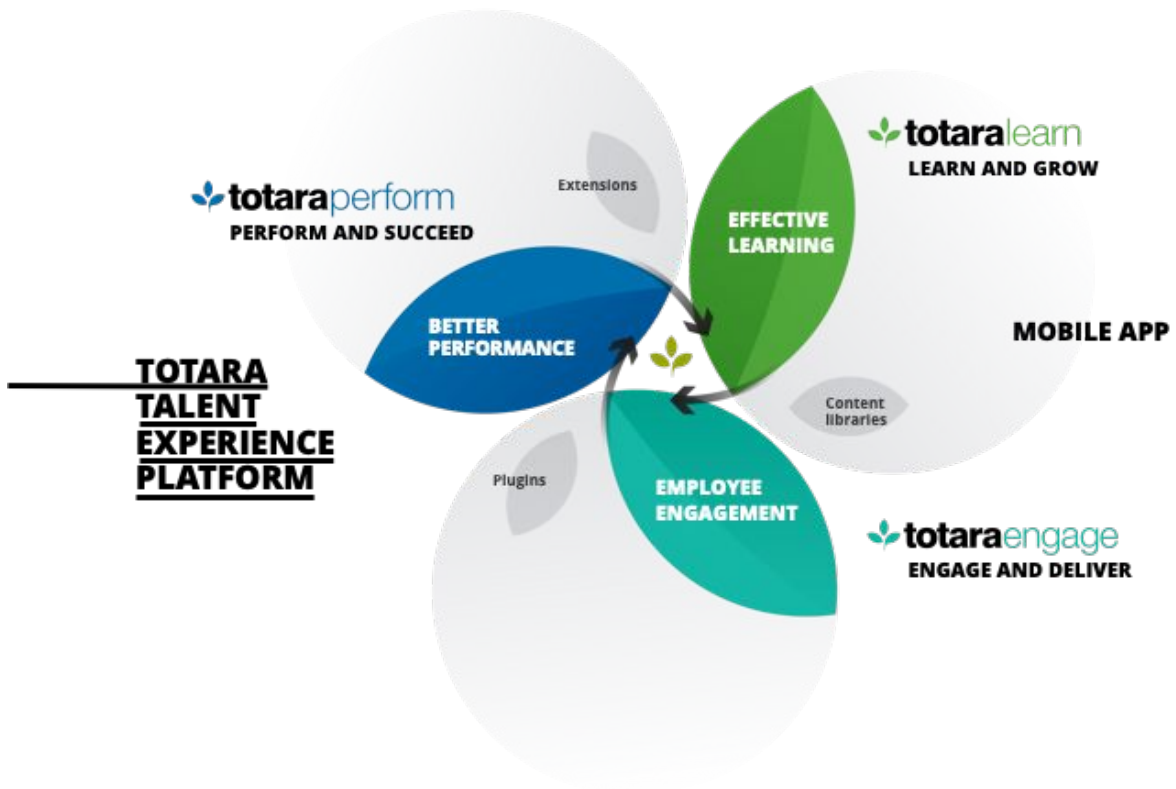 totaralearn
LEARN AND GROW
Extensions
totaraperform
PERFORM AND SUCCEED
EFFECTIVE
LEARNING
BETTER
PERFORMANCE
MOBILE APP
TOTARA
TALENT
EXPERIENCE
PLATFORM
Content
libraries
Plugins
EMPLOYEE
ENGAGEMENT
totaraengage
ENGAGE AND DELIVER